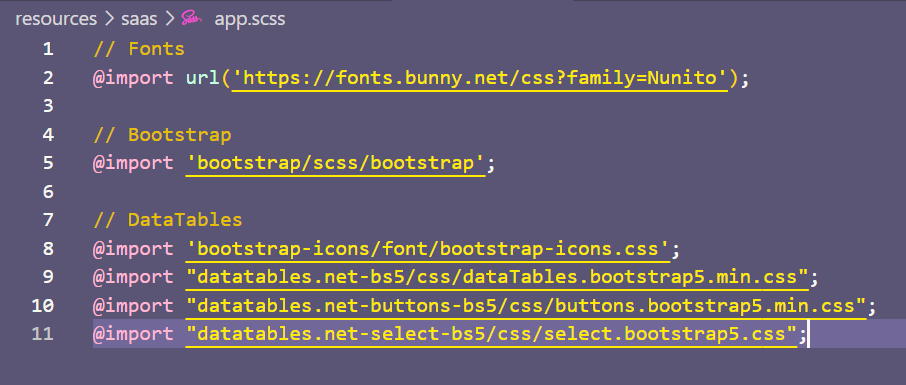 resources > saas > app.scss
1 // Fonts
2 @import url('https://fonts.bunny.net/css?family=Nunito');
3
4 // Bootstrap
5 @import 'bootstrap/scss/bootstrap';
6
7 // DataTables
8 @import 'bootstrap-icons/font/bootstrap-icons.css';
9 @import "datatables.net-bs5/css/dataTables.bootstrap5.min.css";
10 @import "datatables.net-buttons-bs5/css/buttons.bootstrap5.min.css";
11 @import "datatables.net-select-bs5/css/select.bootstrap5.css";